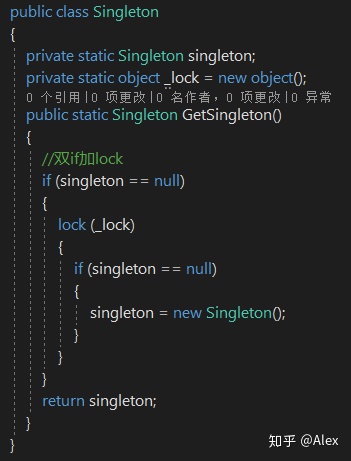 public class Singleton
{
private static Singleton singleton;
private static object _lock = new object();
0 个引用|0 项更改|0 名作者，0 项更改|0 异常
public static Singleton GetSingleton()
{
//双if加lock
if (singleton == null)
{
lock (_lock)
{
if (singleton == null)
{
singleton = new Singleton();
}
}
}
return singleton;
}
}
知乎 @Alex